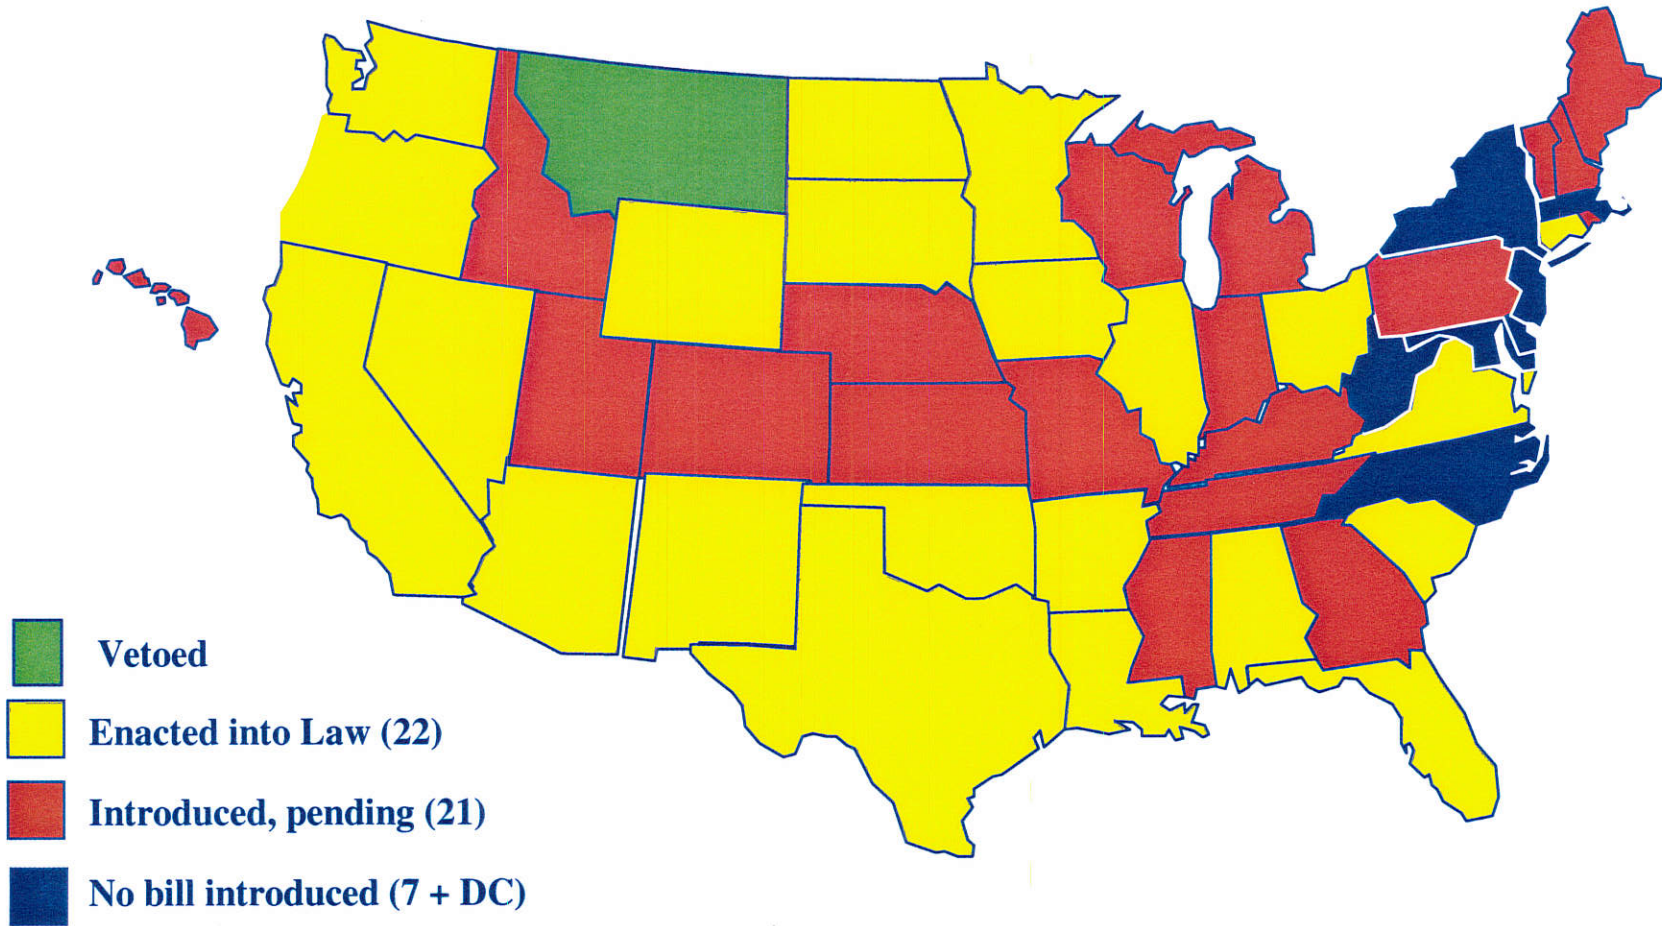 Vetoed
Enacted into Law (22)
Introduced, pending (21)
No bill introduced (7 + DC)